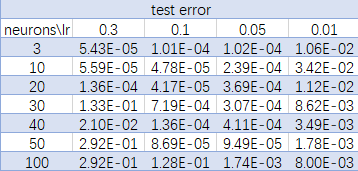 test error
neurons\lr 0.3 0.1 0.05 0.01
3 5.43E-05 1.01E-04 1.02E-04 1.06E-02
10 5.59E-05 4.78E-05 2.39E-04 3.42E-02
20 1.36E-04 4.17E-05 3.69E-04 1.12E-02
30 1.33E-01 7.19E-04 3.07E-04 8.62E-03
40 2.10E-02 1.36E-04 4.11E-04 3.49E-03
50 2.92E-01 8.69E-05 9.49E-05 1.78E-03
100 2.92E-01 1.28E-01 1.74E-03 8.00E-03